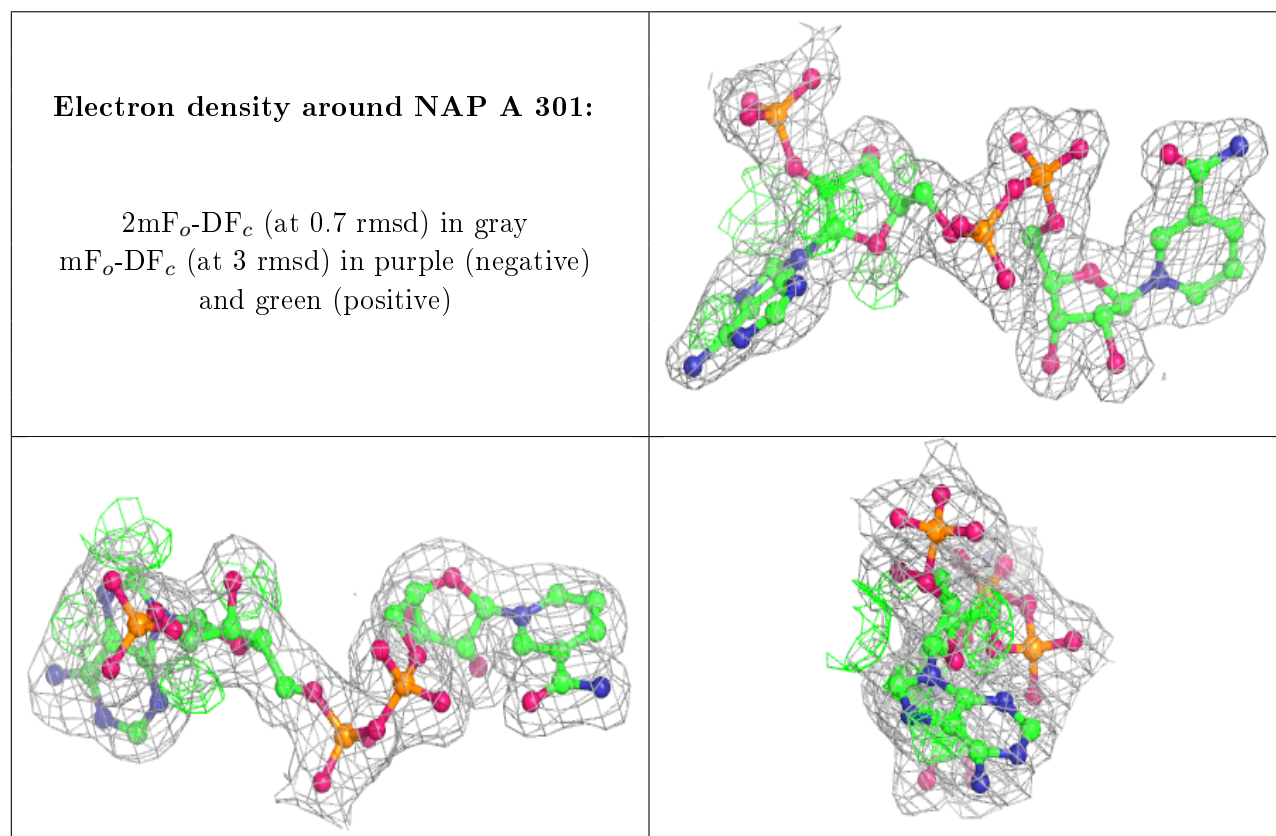 Electron density around NAP A 301:
2mFₒ-DF𝑐 (at 0.7 rmsd) in gray
mFₒ-DF𝑐 (at 3 rmsd) in purple (negative)
and green (positive)